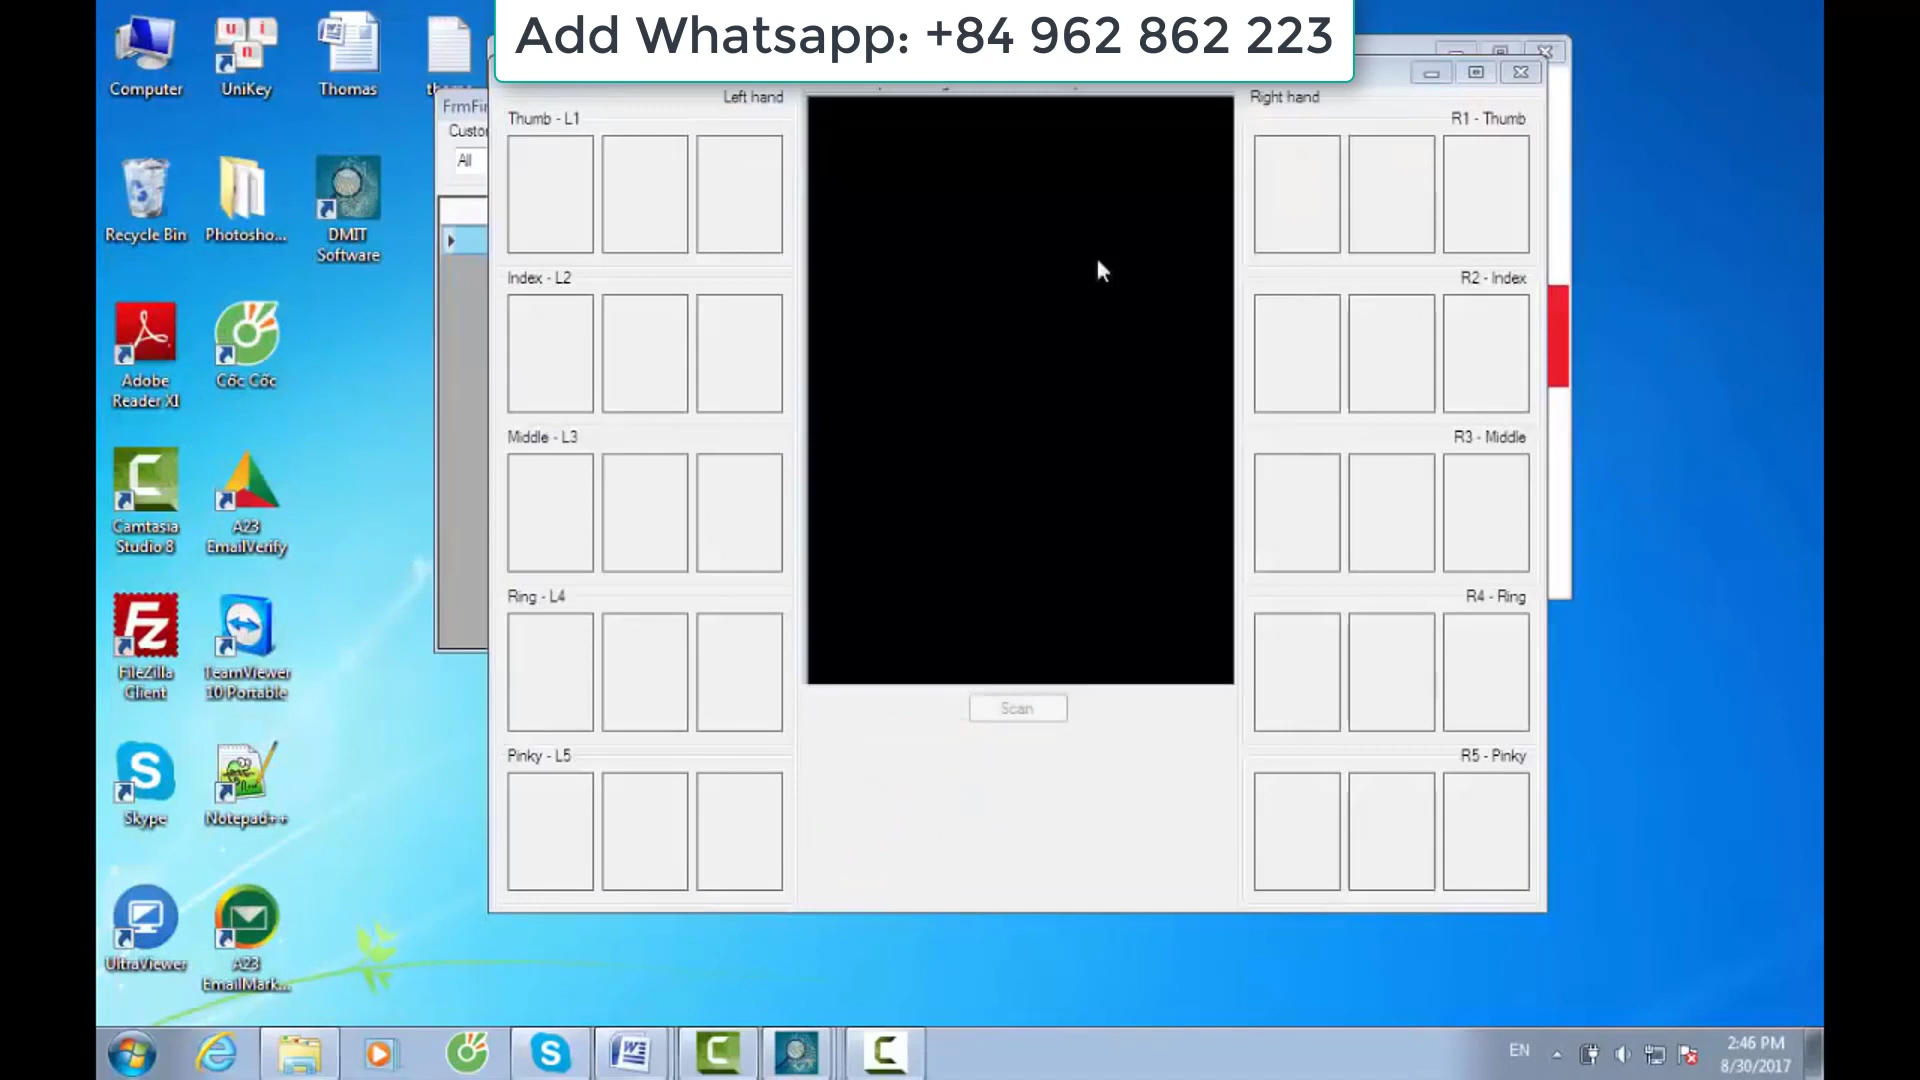 Add Whatsapp: +84 962 862 223
Computer
UniKey
Thomas
FrmFi
Custo
All
Left hand
Right hand
Thumb - L1
R1 - Thumb
Recycle Bin
Photosho...
DMIT
Software
Index - L2
R2 - Index
Adobe
Reader XI
Cốc Cốc
Middle - L3
R3 - Middle
Camtasia
Studio 8
A23
EmailVerify
Ring - L4
R4 - Ring
FileZilla
Client
TeamViewer
10 Portable
Scan
Pinky - L5
R5 - Pinky
Skype
Notepad++
UltraViewer
A23
EmailMark...
EN
2:46 PM
8/30/2017